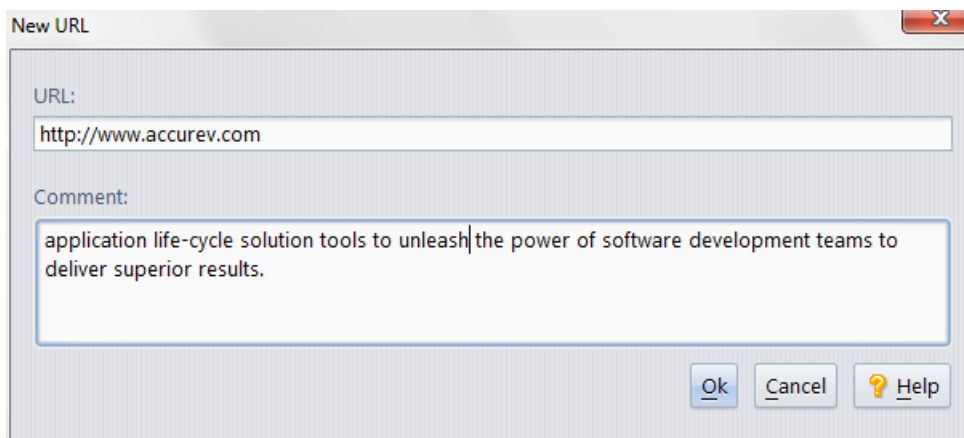 New URL
URL:
http://www.accurev.com
Comment:
application life-cycle solution tools to unleash the power of software development teams to
deliver superior results.
Ok Cancel Help